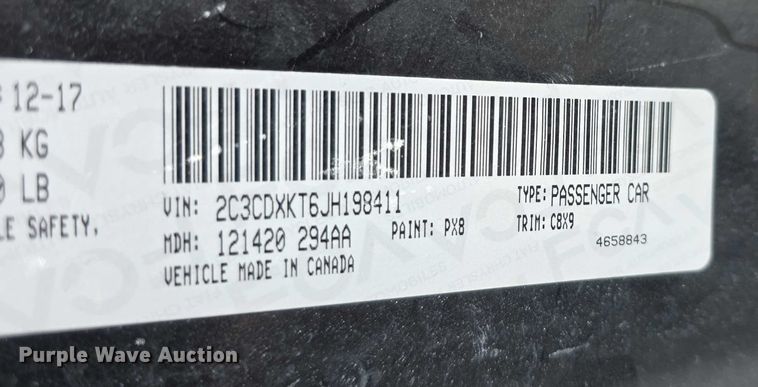 12-17
KG
LB
SAFETY.
VIN: 2C3CDXKT6JH198411
TYPE: PASSENGER CAR
MDH: 121420 294AA
PAINT: PX8
TRIM: C8X9
VEHICLE MADE IN CANADA
4658843
Purple Wave Auction